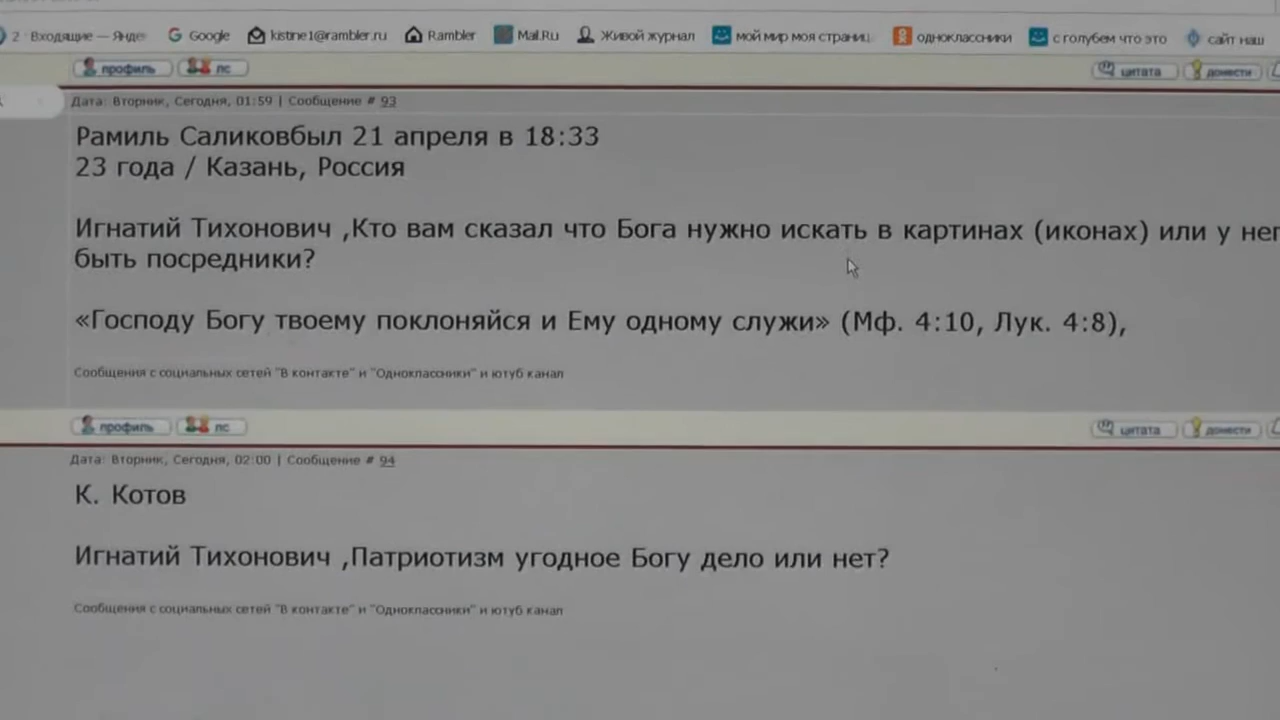 2 · Входящие — Янде Google kistine1@rambler.ru Rambler Mail.Ru Живой журнал мой мир моя страниц одноклассники с голубем что это сайт наш
профиль лс цитата донести
Дата: Вторник, Сегодня, 01:59 | Сообщение # 93
Рамиль Саликовбыл 21 апреля в 18:33
23 года / Казань, Россия
Игнатий Тихонович ,Кто вам сказал что Бога нужно искать в картинах (иконах) или у нег
быть посредники?
«Господу Богу твоему поклоняйся и Ему одному служи» (Мф. 4:10, Лук. 4:8),
Сообщения с социальных сетей "В контакте" и "Одноклассники" и ютуб канал
профиль лс цитата донести
Дата: Вторник, Сегодня, 02:00 | Сообщение # 94
К. Котов
Игнатий Тихонович ,Патриотизм угодное Богу дело или нет?
Сообщения с социальных сетей "В контакте" и "Одноклассники" и ютуб канал